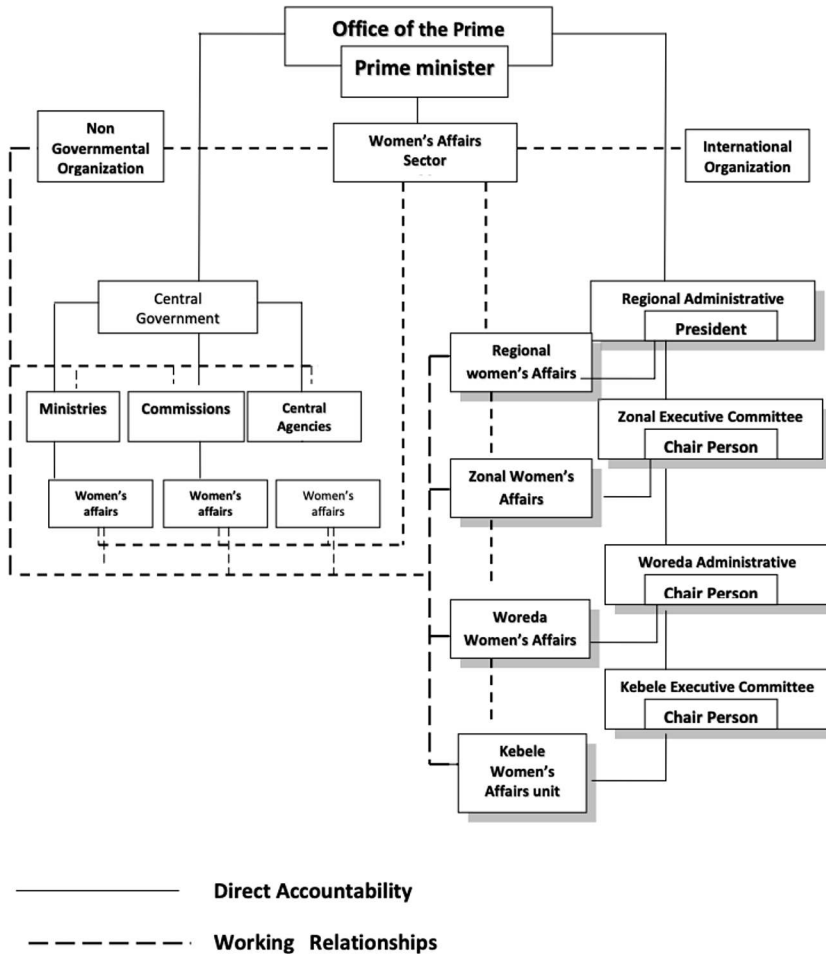 Office of the Prime
Prime minister
Non
Governmental
Organization
Women’s Affairs
Sector
International
Organization
Central
Government
Regional Administrative
President
Regional
women’s Affairs
Ministries
Commissions
Central
Agencies
Zonal Executive Committee
Chair Person
Zonal Women’s
Affairs
Women’s
affairs
Women’s
affairs
Women’s
affairs
Woreda Administrative
Chair Person
Woreda
Women’s Affairs
Kebele Executive Committee
Chair Person
Kebele
Women’s
Affairs unit
Direct Accountability
Working Relationships